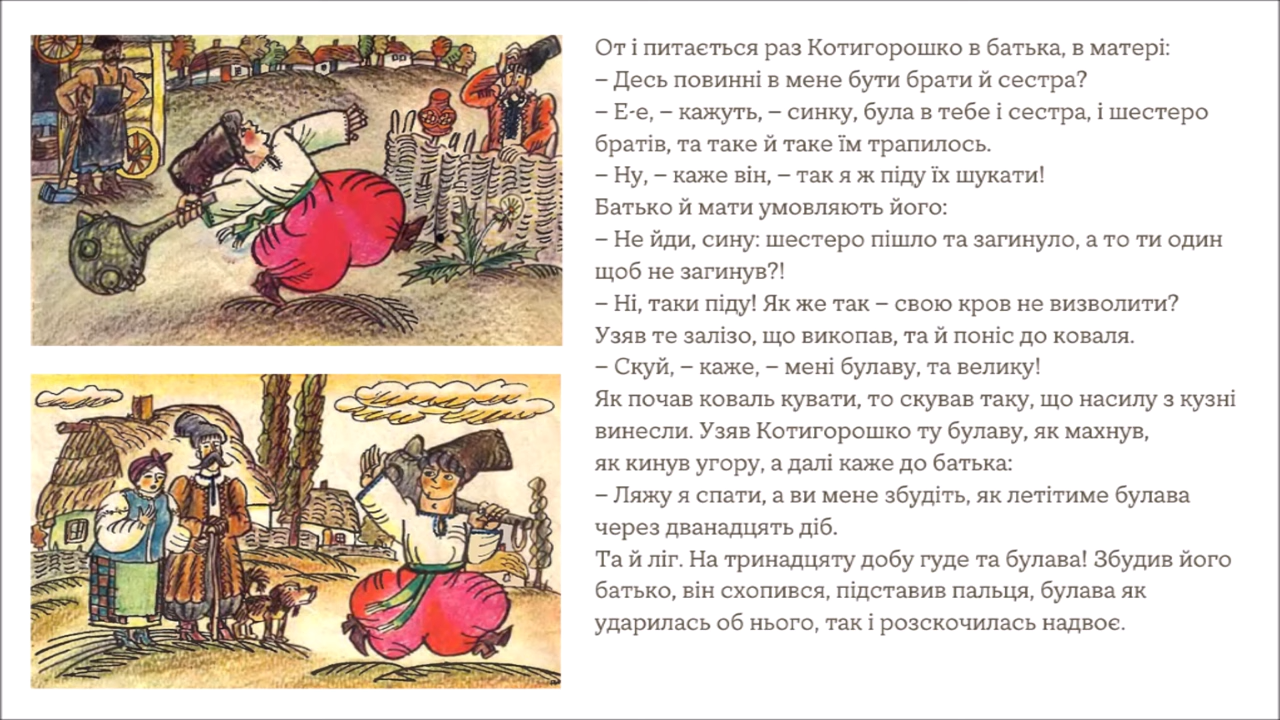 От і питається раз Котигорошко в батька, в матері:
– Десь повинні в мене бути брати й сестра?
– Е-е, – кажуть, – синку, була в тебе і сестра, і шестеро
братів, та таке й таке їм трапилось.
– Ну, – каже він, – так я ж піду їх шукати!
Батько й мати умовляють його:
– Не йди, сину: шестеро пішло та загинуло, а то ти один
щоб не загинув?!
– Ні, таки піду! Як же так – свою кров не визволити?
Узяв те залізо, що викопав, та й поніс до коваля.
– Скуй, – каже, – мені булаву, та велику!
Як почав коваль кувати, то скував таку, що насилу з кузні
винесли. Узяв Котигорошко ту булаву, як махнув,
як кинув угору, а далі каже до батька:
– Ляжу я спати, а ви мене збудіть, як летітиме булава
через дванадцять діб.
Та й ліг. На тринадцяту добу гуде та булава! Збудив його
батько, він схопився, підставив пальця, булава як
ударилась об нього, так і розскочилась надвоє.